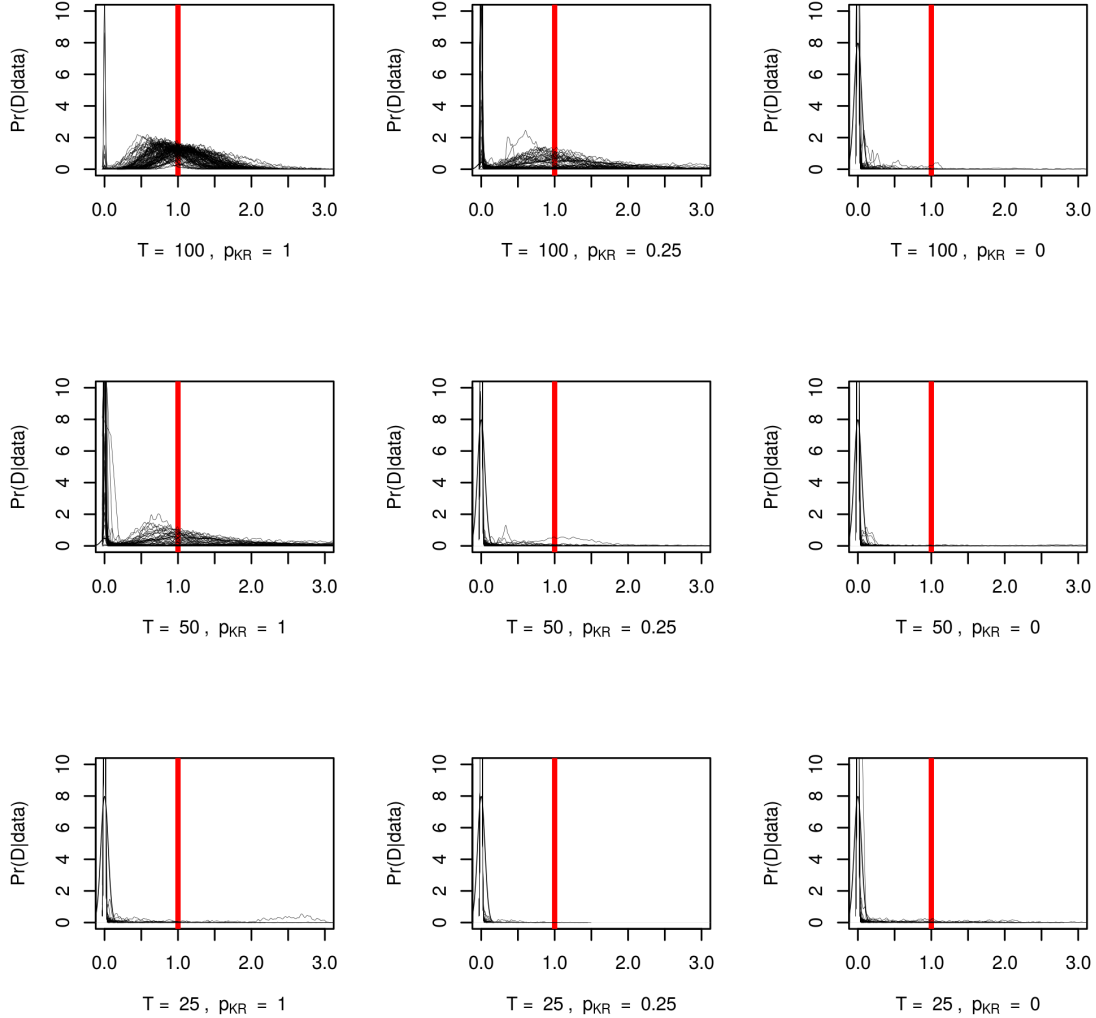 Pr(D|data)
0 2 4 6 8 10
0.0 1.0 2.0 3.0
T = 100 , pKR = 1
Pr(D|data)
0 2 4 6 8 10
0.0 1.0 2.0 3.0
T = 100 , pKR = 0.25
Pr(D|data)
0 2 4 6 8 10
0.0 1.0 2.0 3.0
T = 100 , pKR = 0
Pr(D|data)
0 2 4 6 8 10
0.0 1.0 2.0 3.0
T = 50 , pKR = 1
Pr(D|data)
0 2 4 6 8 10
0.0 1.0 2.0 3.0
T = 50 , pKR = 0.25
Pr(D|data)
0 2 4 6 8 10
0.0 1.0 2.0 3.0
T = 50 , pKR = 0
Pr(D|data)
0 2 4 6 8 10
0.0 1.0 2.0 3.0
T = 25 , pKR = 1
Pr(D|data)
0 2 4 6 8 10
0.0 1.0 2.0 3.0
T = 25 , pKR = 0.25
Pr(D|data)
0 2 4 6 8 10
0.0 1.0 2.0 3.0
T = 25 , pKR = 0